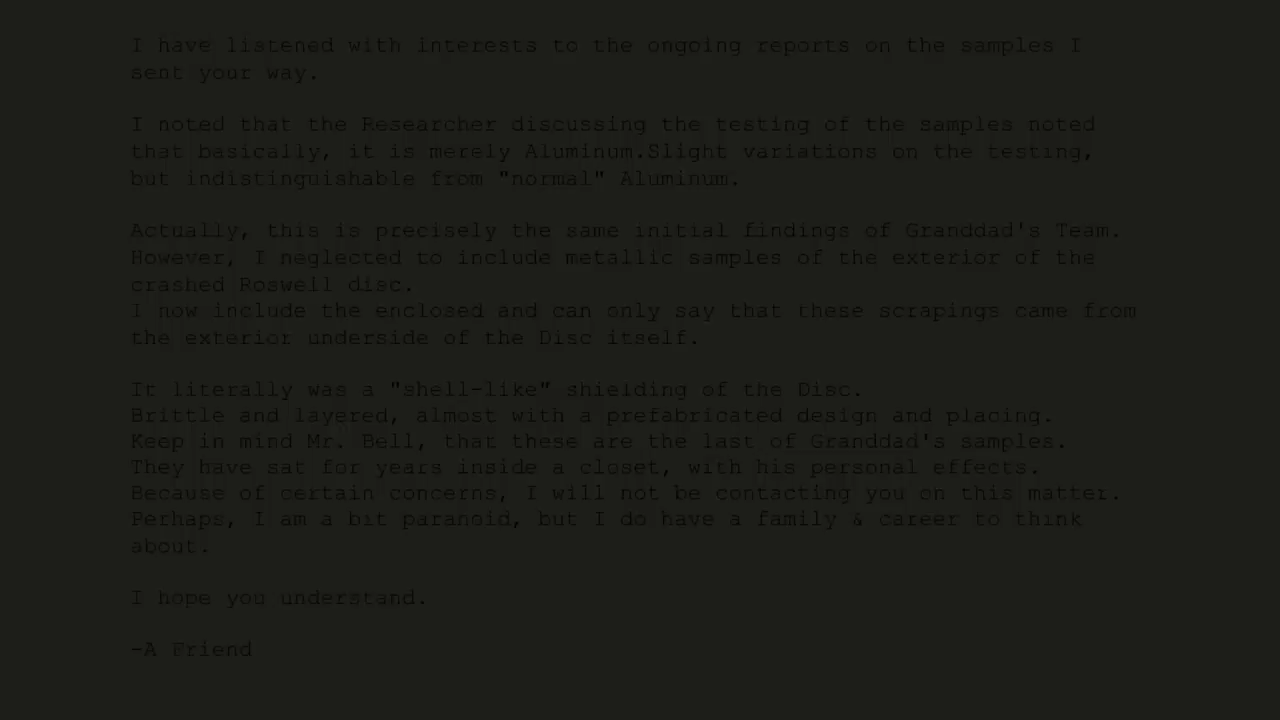 I have listened with interests to the ongoing reports on the samples I
sent your way.
I noted that the Researcher discussing the testing of the samples noted
that basically, it is merely Aluminum.Slight variations on the testing,
but indistinguishable from "normal" Aluminum.
Actually, this is precisely the same initial findings of Granddad's Team.
However, I neglected to include metallic samples of the exterior of the
crashed Roswell disc.
I now include the enclosed and can only say that these scrapings came from
the exterior underside of the Disc itself.
It literally was a "shell-like" shielding of the Disc.
Brittle and layered, almost with a prefabricated design and placing.
Keep in mind Mr. Bell, that these are the last of Granddad's samples.
They have sat for years inside a closet, with his personal effects.
Because of certain concerns, I will not be contacting you on this matter.
Perhaps, I am a bit paranoid, but I do have a family & career to think
about.
I hope you understand.
-A Friend